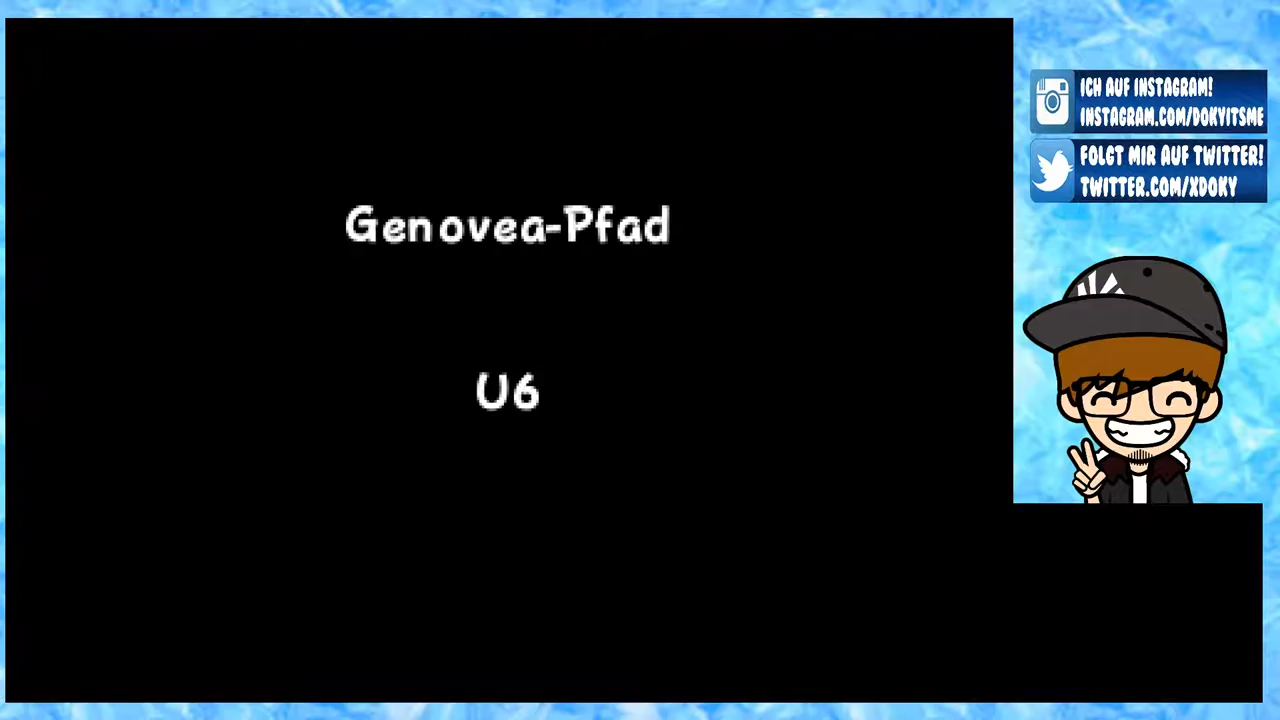 Genovea-Pfad
U6
ICH AUF INSTAGRAM!
INSTAGRAM.COM/DOKYITSME
FOLGT MIR AUF TWITTER!
TWITTER.COM/XDOKY